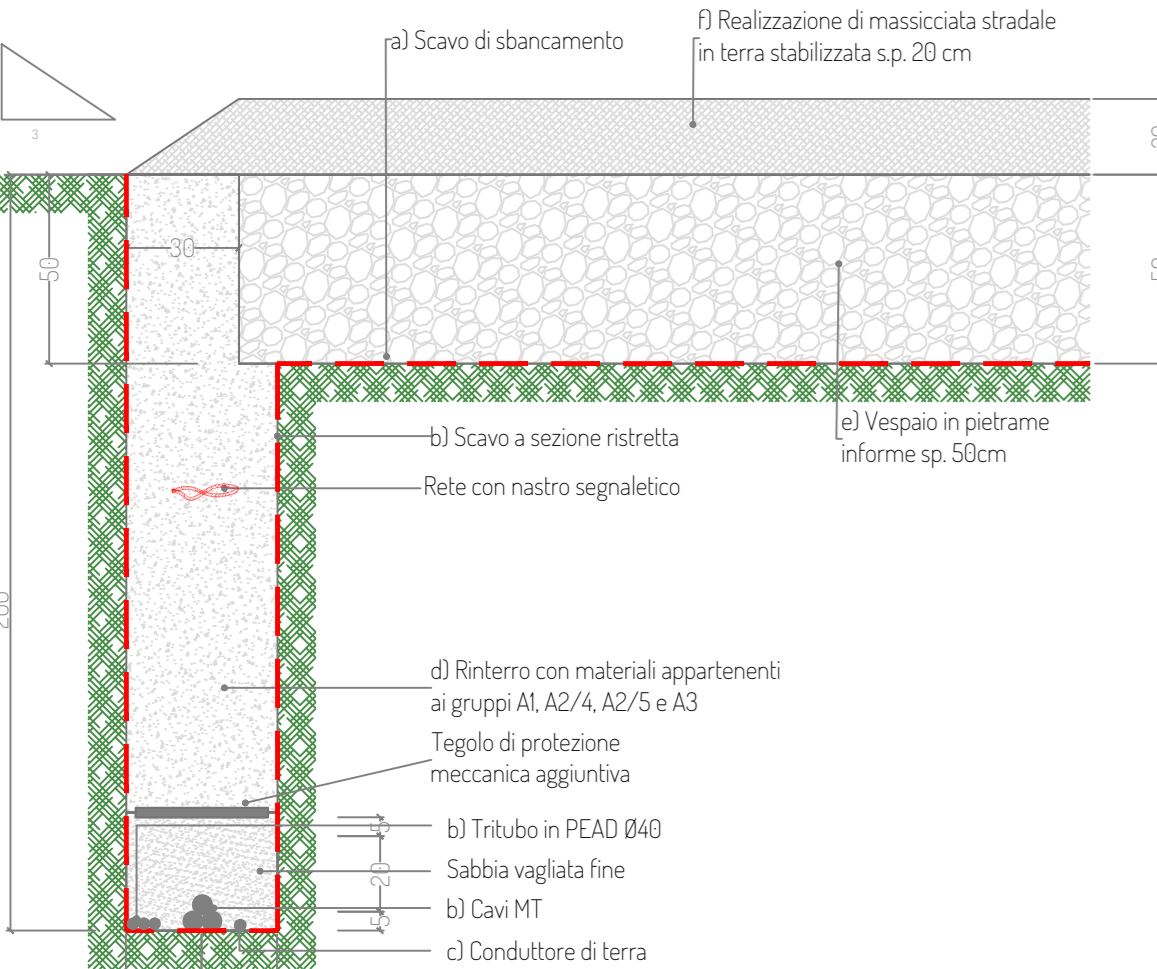 a) Scavo di sbancamento
f) Realizzazione di massicciata stradale
in terra stabilizzata s.p. 20 cm
3
30
50
e) Vespaio in pietrame
informe sp. 50cm
b) Scavo a sezione ristretta
Rete con nastro segnaletico
200
d) Rinterro con materiali appartenenti
ai gruppi A1, A2/4, A2/5 e A3
Tegolo di protezione
meccanica aggiuntiva
5
b) Tritubo in PEAD Ø40
20
Sabbia vagliata fine
5
b) Cavi MT
c) Conduttore di terra